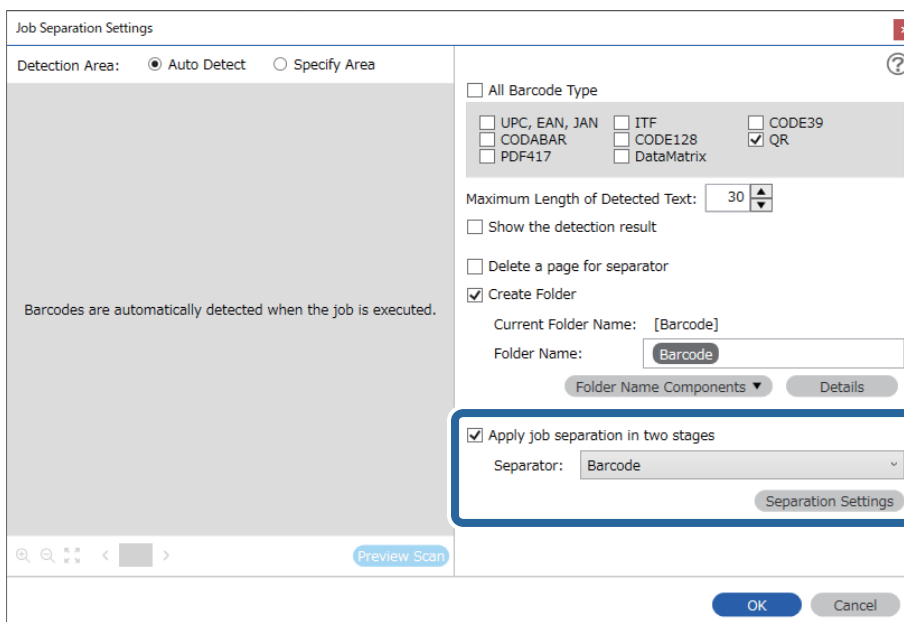 Job Separation Settings
Detection Area: Auto Detect Specify Area
?
All Barcode Type
UPC, EAN, JAN ITF CODE39
CODABAR CODE128 QR
PDF417 DataMatrix
Maximum Length of Detected Text: 30
Show the detection result
Delete a page for separator
Create Folder
Barcodes are automatically detected when the job is executed.
Current Folder Name: [Barcode]
Folder Name: Barcode
Folder Name Components Details
Apply job separation in two stages
Separator: Barcode
Separation Settings
Preview Scan
OK Cancel